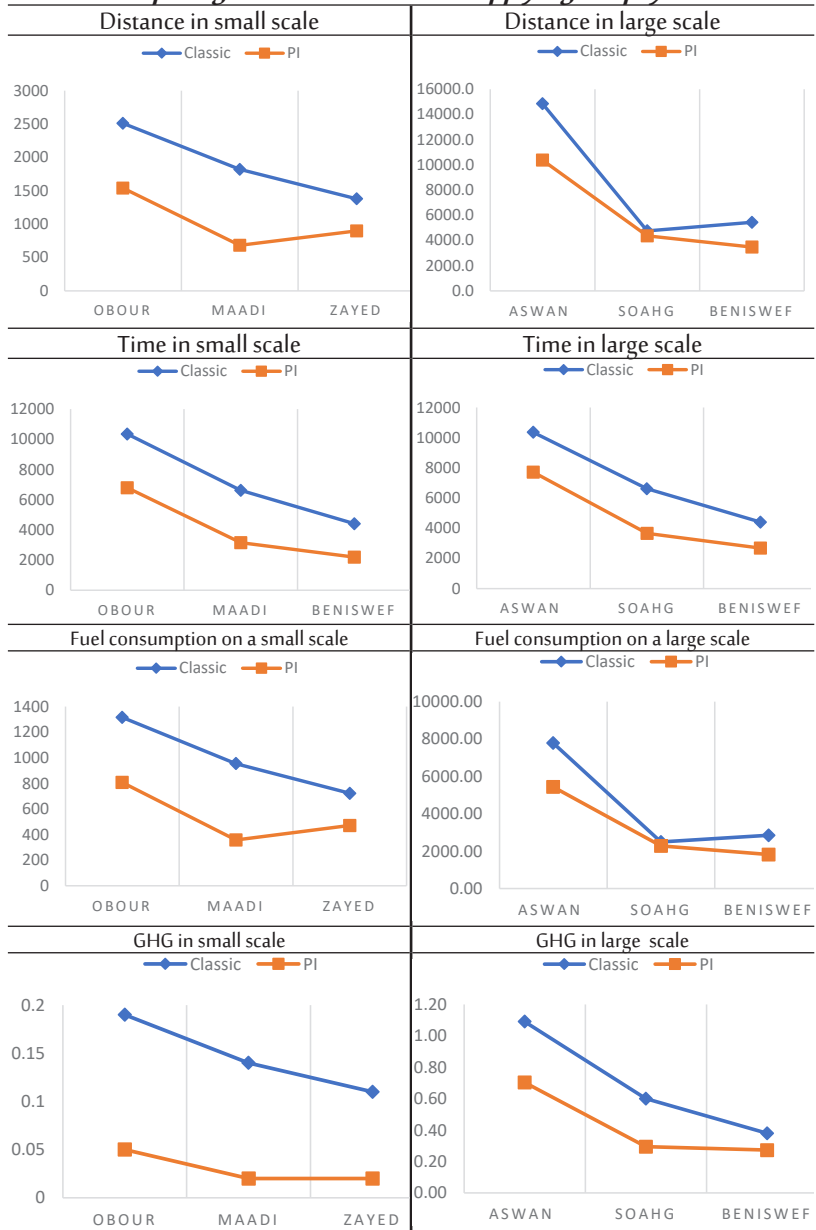 Distance in small scale
Classic PI
3000
2500
2000
1500
1000
500
0
OBOUR MAADI ZAYED
Distance in large scale
Classic PI
16000.0
14000.0
12000.0
10000.0
8000.0
6000.0
4000.0
2000.0
0.0
ASWAN SOAHG BENISWEF
Time in small scale
Classic PI
12000
10000
8000
6000
4000
2000
0
OBOUR MAADI BENISWEF
Time in large scale
Classic PI
12000
10000
8000
6000
4000
2000
0
ASWAN SOAHG BENISWEF
Fuel consumption on a small scale
Classic PI
1400
1200
1000
800
600
400
200
0
OBOUR MAADI ZAYED
Fuel consumption on a large scale
Classic PI
10000.00
8000.00
6000.00
4000.00
2000.00
0.00
ASWAN SOAHG BENISWEF
GHG in small scale
Classic PI
0.2
0.15
0.1
0.05
0
OBOUR MAADI ZAYED
GHG in large scale
Classic PI
1.20
1.00
0.80
0.60
0.40
0.20
0.00
ASWAN SOAHG BENISWEF